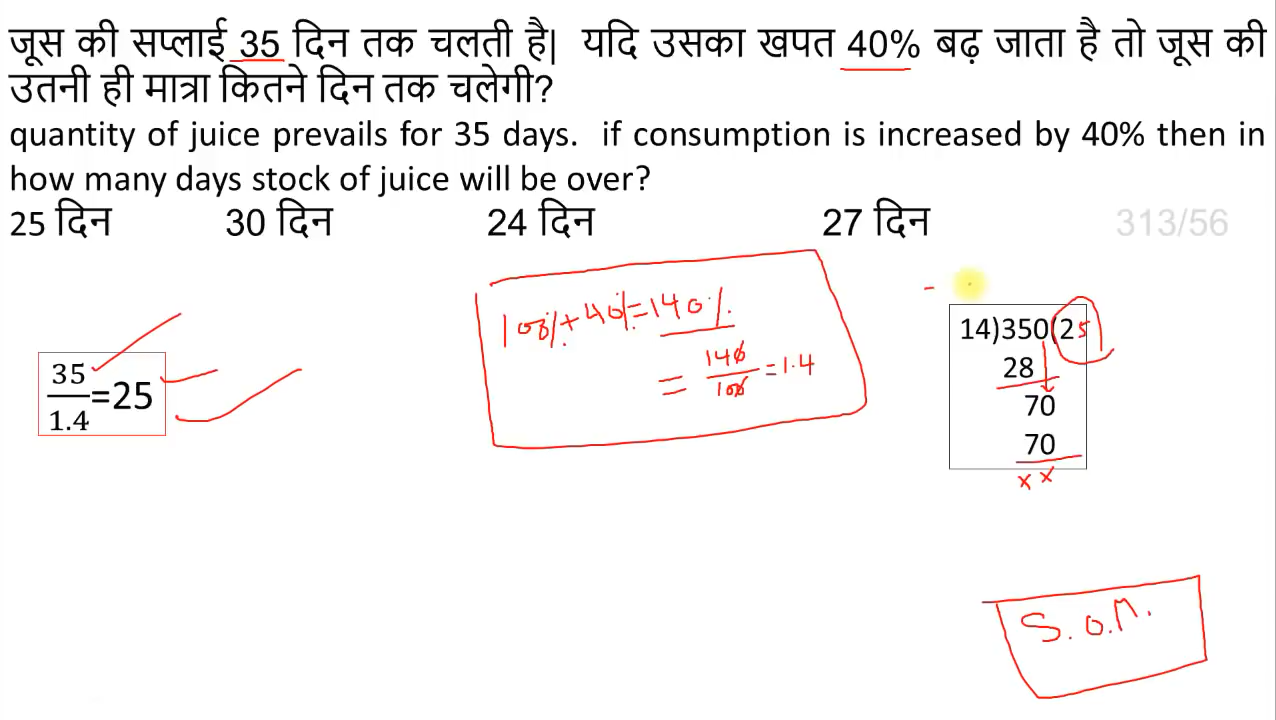 जूस की सप्लाई 35 दिन तक चलती है| यदि उसका खपत 40% बढ़ जाता है तो जूस की
उतनी ही मात्रा कितने दिन तक चलेगी?
quantity of juice prevails for 35 days. if consumption is increased by 40% then in
how many days stock of juice will be over?
25 दिन 30 दिन 24 दिन 27 दिन 313/56
35/1.4=25
100%+40%=140%
= 140/100 =1.4
14)350(25
28
70
70
x x
S.O.M.